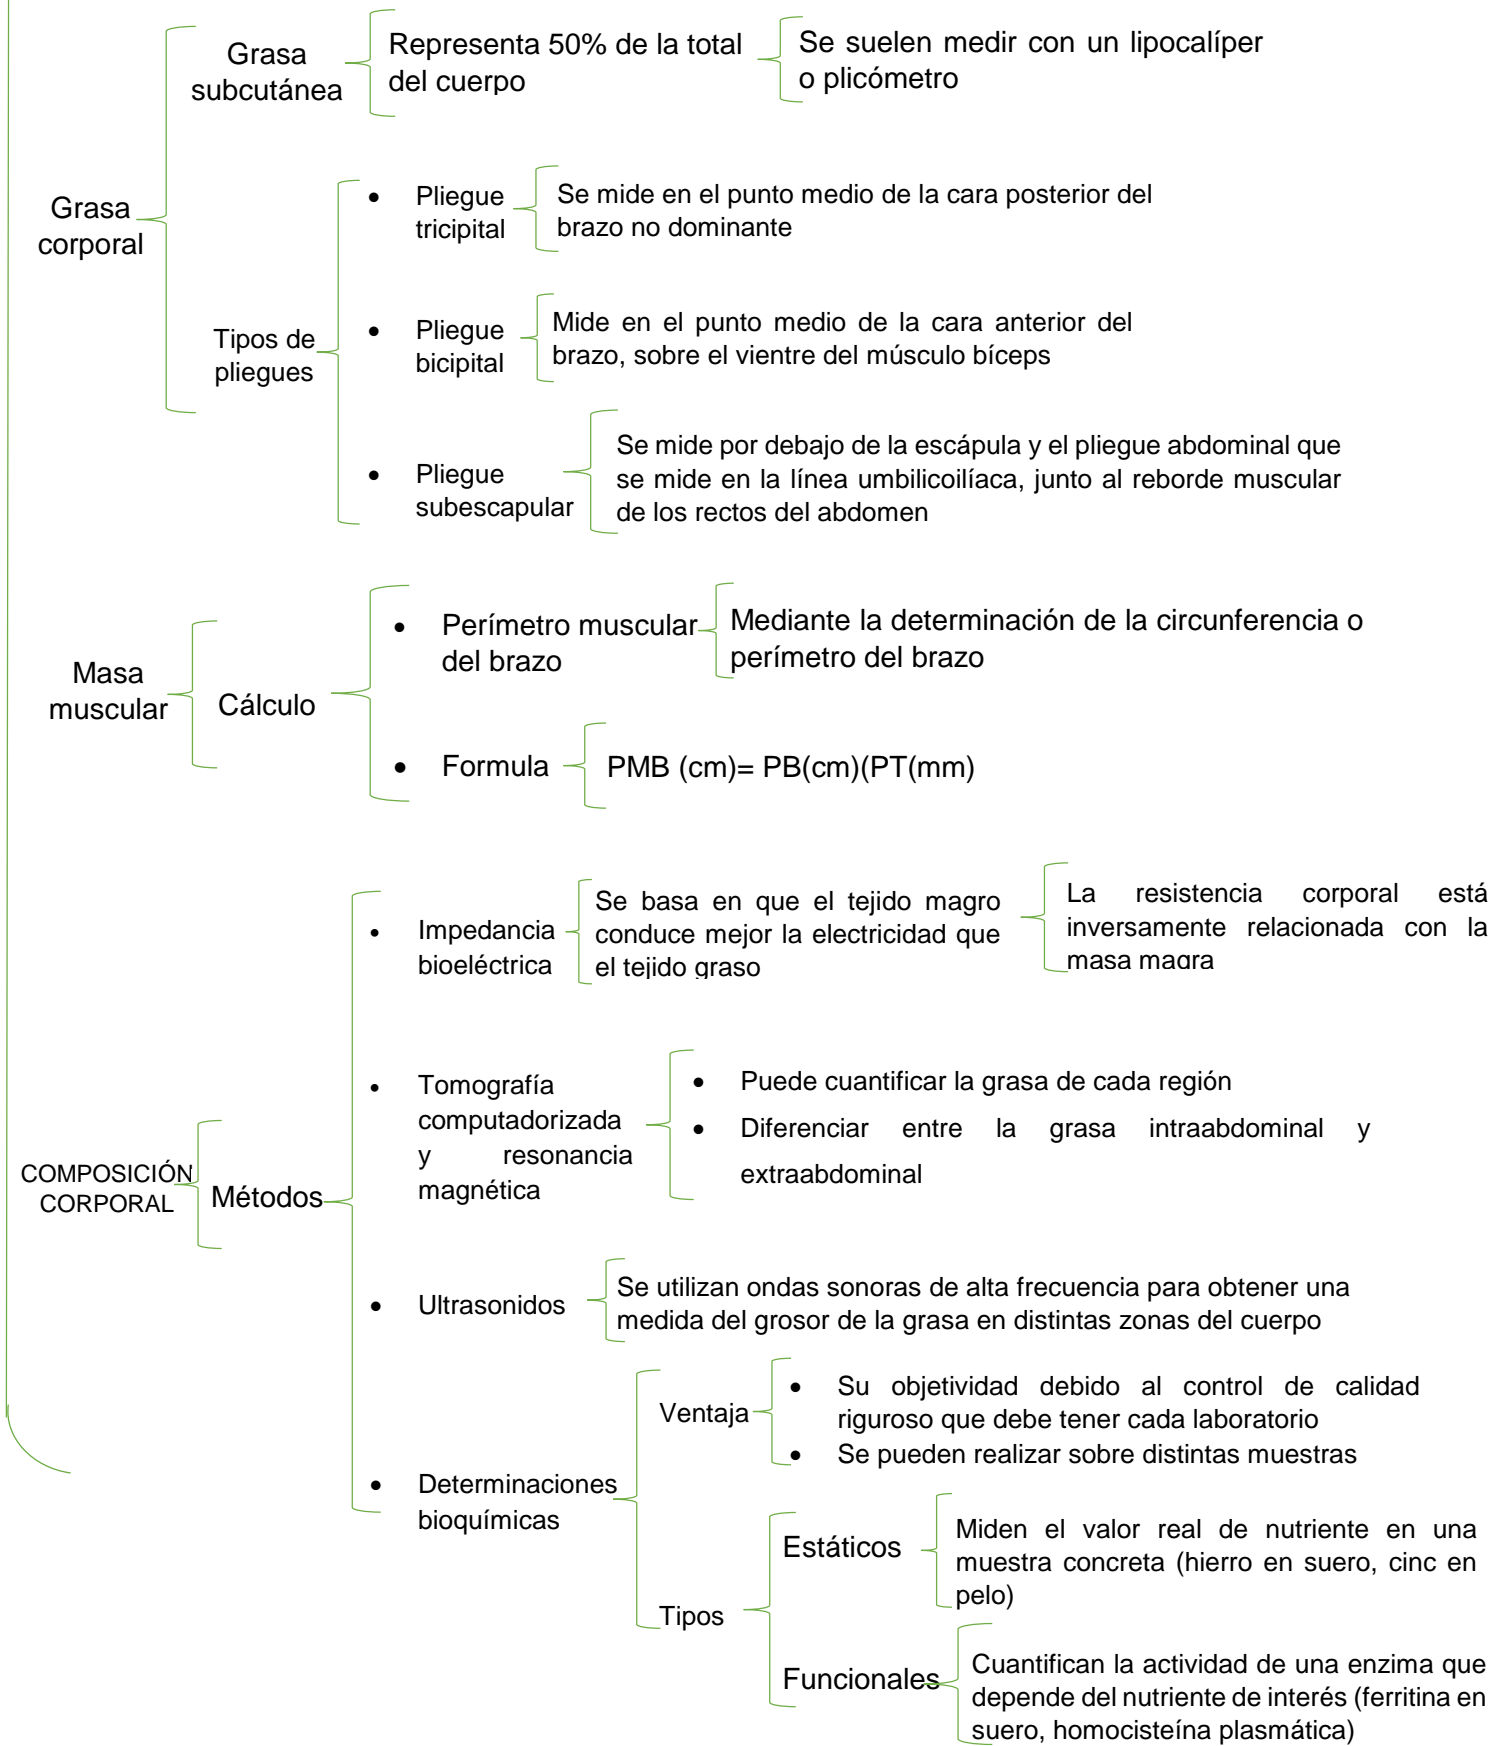 Grasa
corporal
Grasa
subcutánea
Representa 50% de la total
del cuerpo
Se suelen medir con un lipocalíper
o plicómetro
Tipos de
pliegues
• Pliegue
tricipital
Se mide en el punto medio de la cara posterior del
brazo no dominante
• Pliegue
bicipital
Mide en el punto medio de la cara anterior del
brazo, sobre el vientre del músculo bíceps
• Pliegue
subescapular
Se mide por debajo de la escápula y el pliegue abdominal que
se mide en la línea umbilicoilíaca, junto al reborde muscular
de los rectos del abdomen
Masa
muscular
Cálculo
• Perímetro muscular
del brazo
Mediante la determinación de la circunferencia o
perímetro del brazo
• Formula
PMB (cm)= PB(cm)(PT(mm)
COMPOSICIÓN
CORPORAL
Métodos
• Impedancia
bioeléctrica
Se basa en que el tejido magro
conduce mejor la electricidad que
el tejido graso
La resistencia corporal está
inversamente relacionada con la
masa magra
• Tomografía
computadorizada
y resonancia
magnética
• Puede cuantificar la grasa de cada región
• Diferenciar entre la grasa intraabdominal y
extraabdominal
• Ultrasonidos
Se utilizan ondas sonoras de alta frecuencia para obtener una
medida del grosor de la grasa en distintas zonas del cuerpo
• Determinaciones
bioquímicas
Ventaja
• Su objetividad debido al control de calidad
riguroso que debe tener cada laboratorio
• Se pueden realizar sobre distintas muestras
Tipos
Estáticos
Miden el valor real de nutriente en una
muestra concreta (hierro en suero, cinc en
pelo)
Funcionales
Cuantifican la actividad de una enzima que
depende del nutriente de interés (ferritina en
suero, homocisteína plasmática)